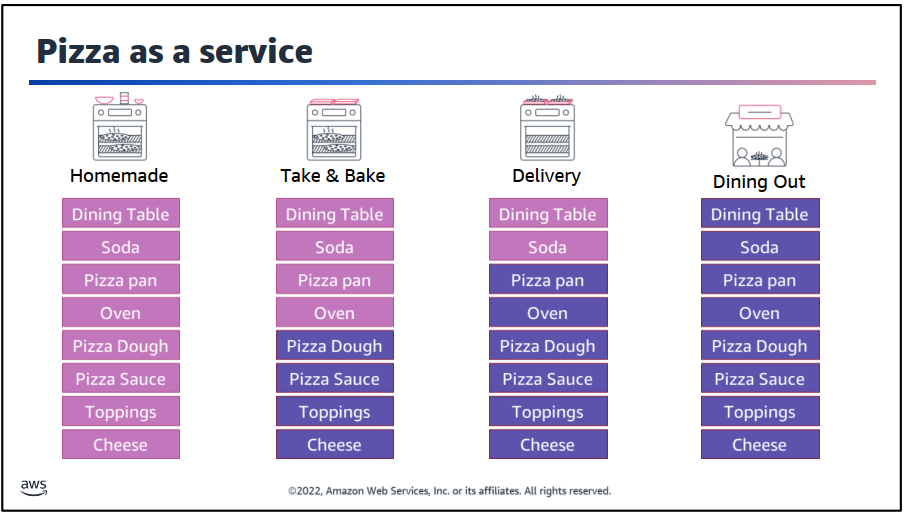 Pizza as a service
Homemade
Dining Table
Soda
Pizza pan
Oven
Pizza Dough
Pizza Sauce
Toppings
Cheese
Take & Bake
Dining Table
Soda
Pizza pan
Oven
Pizza Dough
Pizza Sauce
Toppings
Cheese
Delivery
Dining Table
Soda
Pizza pan
Oven
Pizza Dough
Pizza Sauce
Toppings
Cheese
Dining Out
Dining Table
Soda
Pizza pan
Oven
Pizza Dough
Pizza Sauce
Toppings
Cheese
aws
©2022, Amazon Web Services, Inc. or its affiliates. All rights reserved.